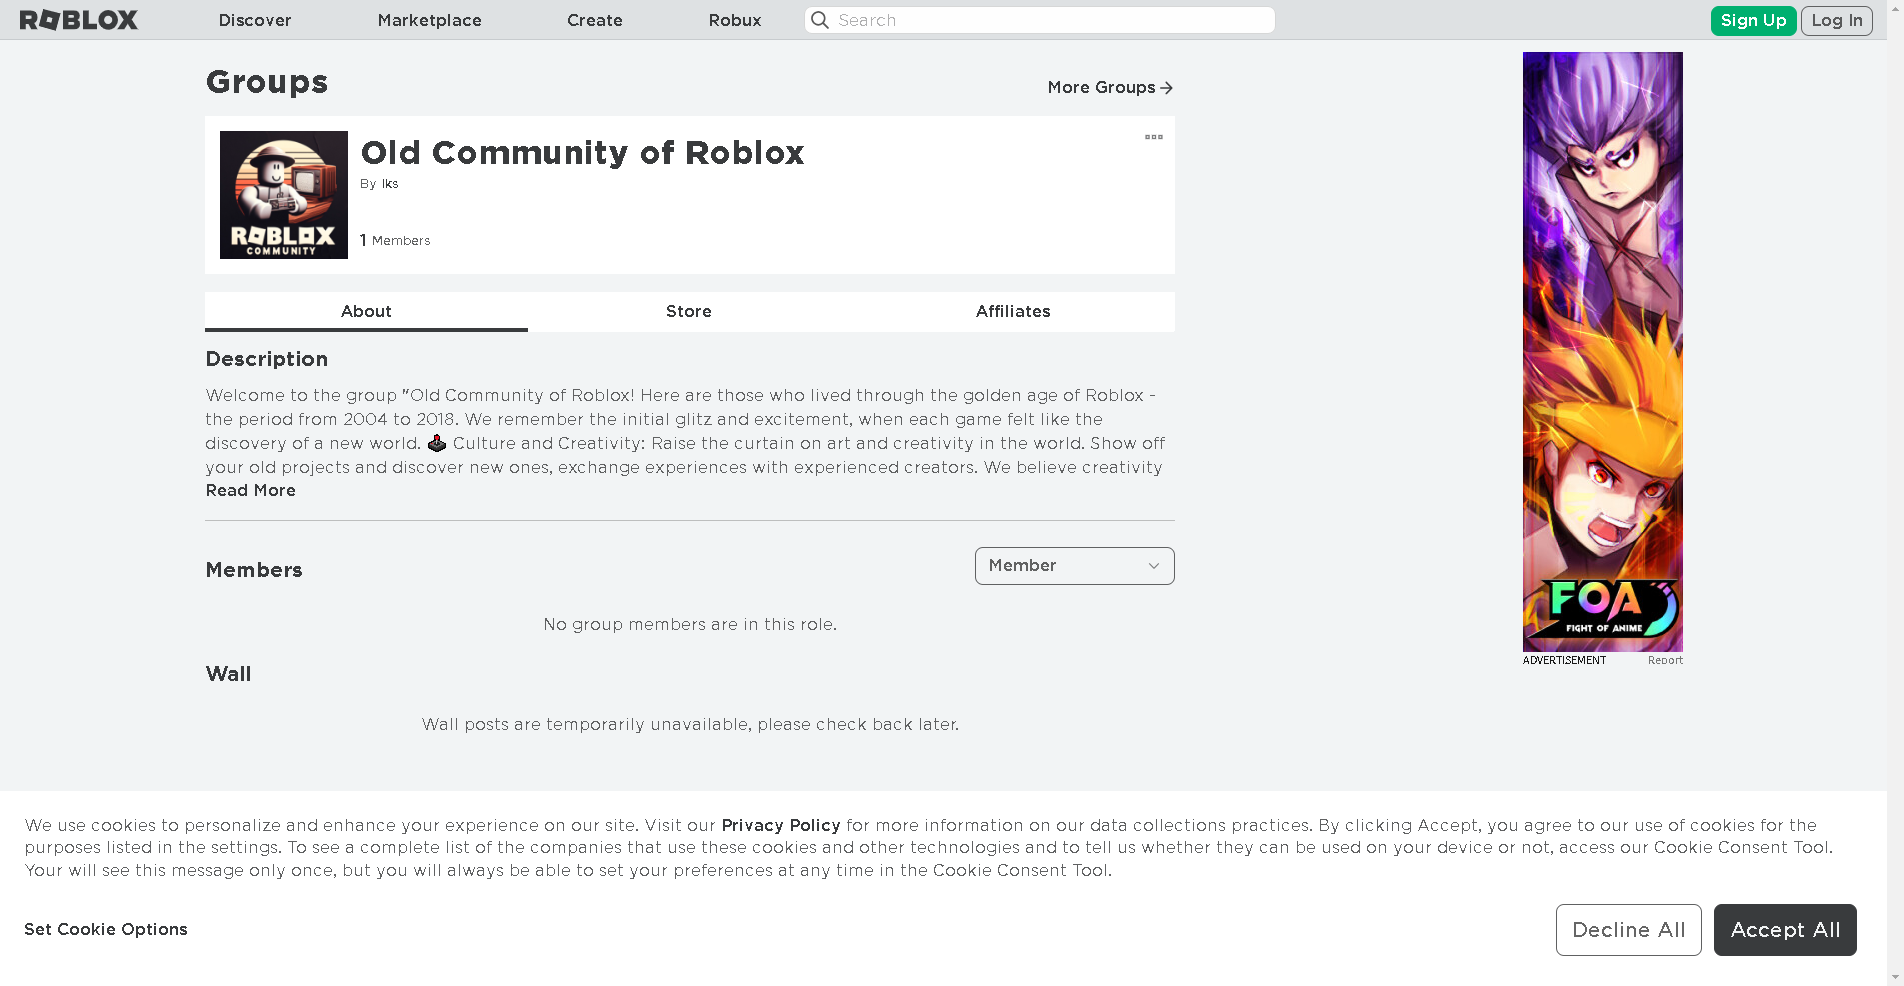 ROBLOX Discover Marketplace Create Robux Search Sign Up Log In
Groups
More Groups
ROBLOX
COMMUNITY
Old Community of Roblox
By Iks
1 Members
About Store Affiliates
Description
Welcome to the group "Old Community of Roblox! Here are those who lived through the golden age of Roblox -
the period from 2004 to 2018. We remember the initial glitz and excitement, when each game felt like the
discovery of a new world. 🕹️ Culture and Creativity: Raise the curtain on art and creativity in the world. Show off
your old projects and discover new ones, exchange experiences with experienced creators. We believe creativity
Read More
Members
Member
No group members are in this role.
Wall
Wall posts are temporarily unavailable, please check back later.
FOA
FIGHT OF ANIME
ADVERTISEMENT Report
We use cookies to personalize and enhance your experience on our site. Visit our Privacy Policy for more information on our data collections practices. By clicking Accept, you agree to our use of cookies for the
purposes listed in the settings. To see a complete list of the companies that use these cookies and other technologies and to tell us whether they can be used on your device or not, access our Cookie Consent Tool.
Your will see this message only once, but you will always be able to set your preferences at any time in the Cookie Consent Tool.
Set Cookie Options
Decline All
Accept All